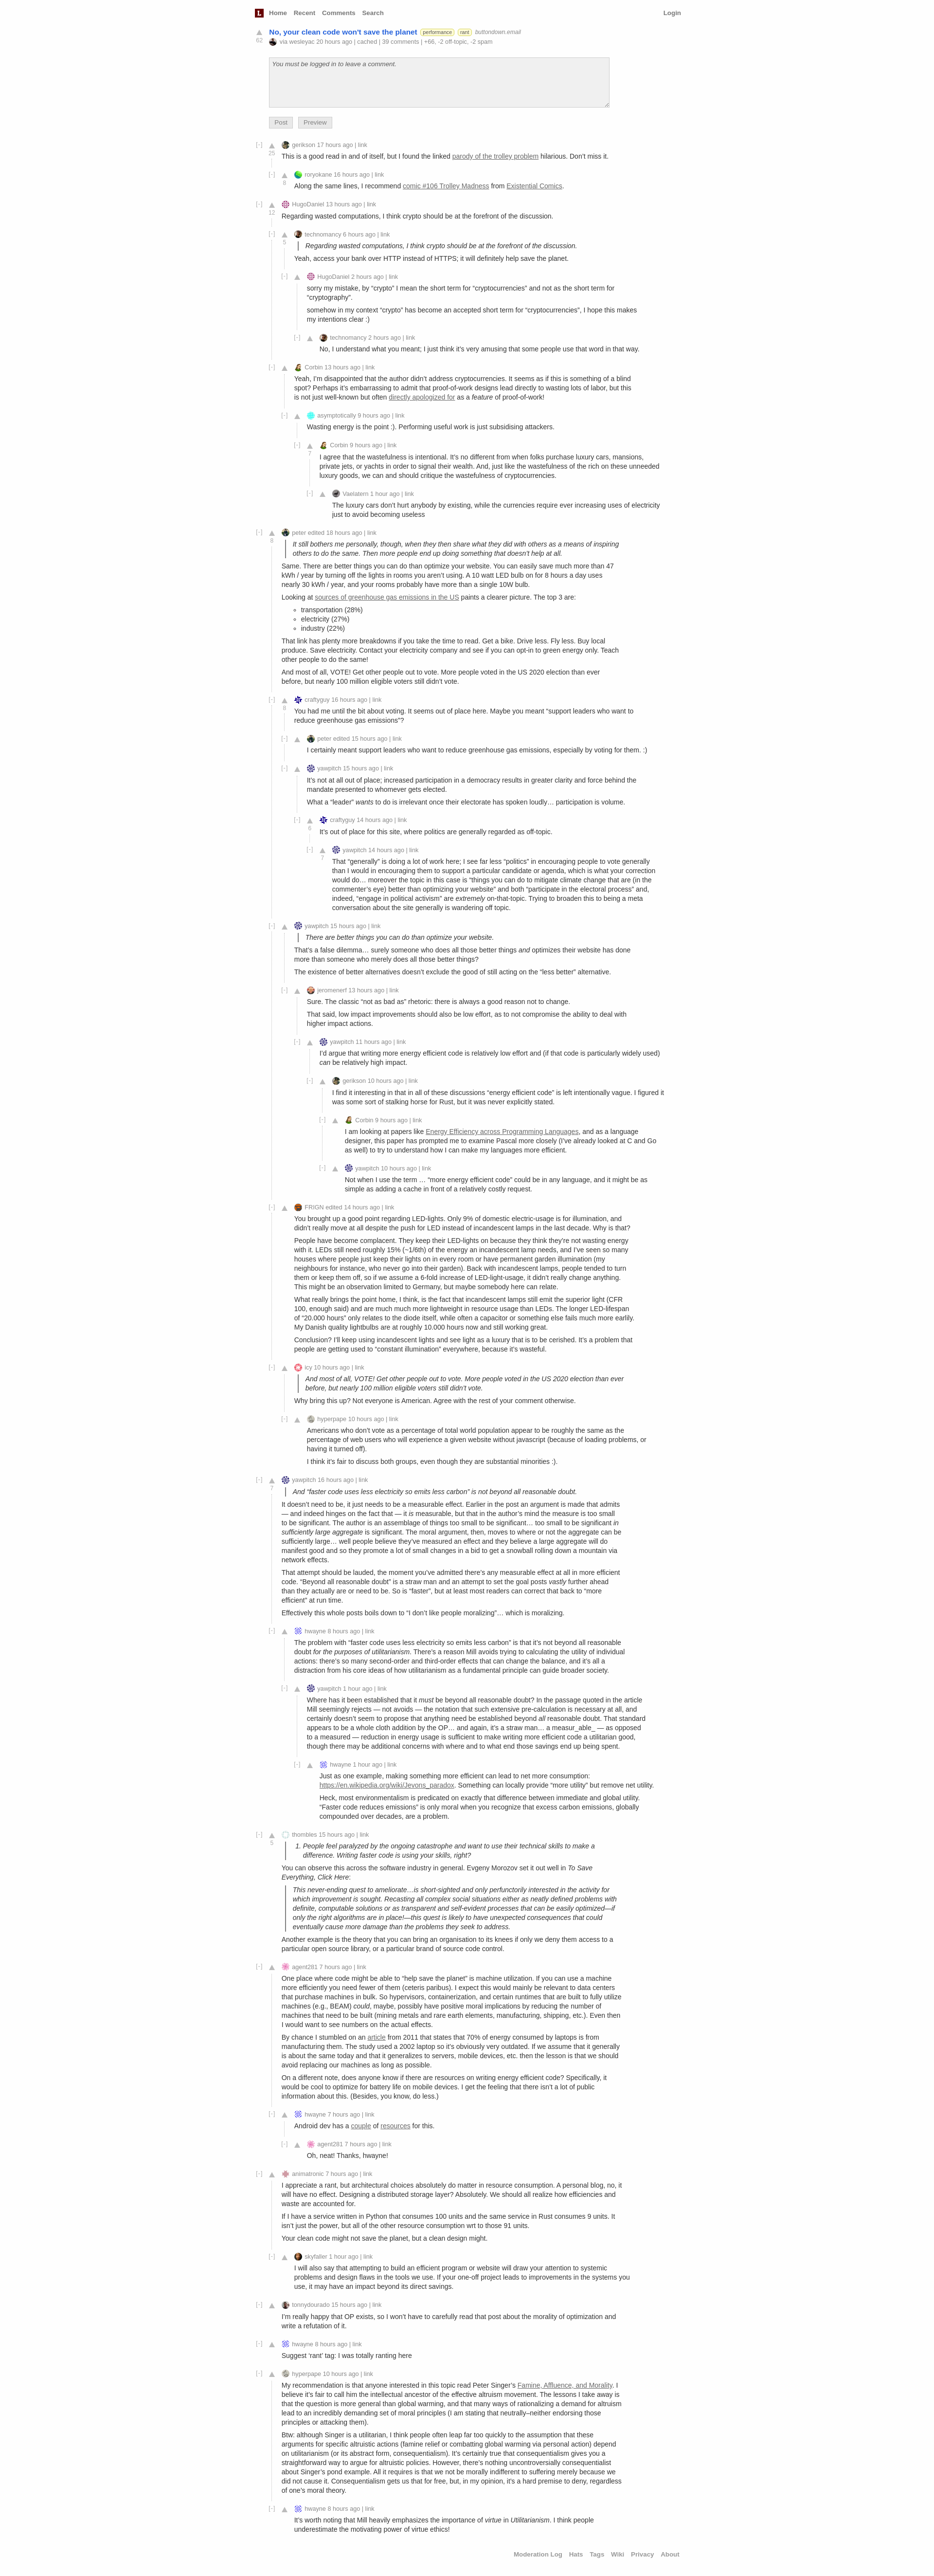 L Home Recent Comments Search Login
62 No, your clean code won't save the planet performance rant buttondown.email
via wesleyac 20 hours ago | cached | 39 comments | +66, -2 off-topic, -2 spam
You must be logged in to leave a comment.
Post Preview
[-] gerikson 17 hours ago | link
25 This is a good read in and of itself, but I found the linked parody of the trolley problem hilarious. Don't miss it.
[-] roryokane 16 hours ago | link
8 Along the same lines, I recommend comic #106 Trolley Madness from Existential Comics.
[-] HugoDaniel 13 hours ago | link
12 Regarding wasted computations, I think crypto should be at the forefront of the discussion.
[-] technomancy 6 hours ago | link
5 Regarding wasted computations, I think crypto should be at the forefront of the discussion.
Yeah, access your bank over HTTP instead of HTTPS; it will definitely help save the planet.
[-] HugoDaniel 2 hours ago | link
sorry my mistake, by “crypto” I mean the short term for “cryptocurrencies” and not as the short term for
“cryptography”.
somehow in my context “crypto” has become an accepted short term for “cryptocurrencies”, I hope this makes
my intentions clear :)
[-] technomancy 2 hours ago | link
No, I understand what you meant; I just think it's very amusing that some people use that word in that way.
[-] Corbin 13 hours ago | link
Yeah, I'm disappointed that the author didn't address cryptocurrencies. It seems as if this is something of a blind
spot? Perhaps it's embarrassing to admit that proof-of-work designs lead directly to wasting lots of labor, but this
is not just well-known but often directly apologized for as a feature of proof-of-work!
[-] asymptotically 9 hours ago | link
Wasting energy is the point :). Performing useful work is just subsidising attackers.
[-] Corbin 9 hours ago | link
7 I agree that the wastefulness is intentional. It's no different from when folks purchase luxury cars, mansions,
private jets, or yachts in order to signal their wealth. And, just like the wastefulness of the rich on these unneeded
luxury goods, we can and should critique the wastefulness of cryptocurrencies.
[-] Vaelatern 1 hour ago | link
The luxury cars don't hurt anybody by existing, while the currencies require ever increasing uses of electricity
just to avoid becoming useless
[-] peter edited 18 hours ago | link
8 It still bothers me personally, though, when they then share what they did with others as a means of inspiring
others to do the same. Then more people end up doing something that doesn't help at all.
Same. There are better things you can do than optimize your website. You can easily save much more than 47
kWh / year by turning off the lights in rooms you aren't using. A 10 watt LED bulb on for 8 hours a day uses
nearly 30 kWh / year, and your rooms probably have more than a single 10W bulb.
Looking at sources of greenhouse gas emissions in the US paints a clearer picture. The top 3 are:
transportation (28%)
electricity (27%)
industry (22%)
That link has plenty more breakdowns if you take the time to read. Get a bike. Drive less. Fly less. Buy local
produce. Save electricity. Contact your electricity company and see if you can opt-in to green energy only. Teach
other people to do the same!
And most of all, VOTE! Get other people out to vote. More people voted in the US 2020 election than ever
before, but nearly 100 million eligible voters still didn't vote.
[-] craftyguy 16 hours ago | link
9 You had me until the bit about voting. It seems out of place here. Maybe you meant “support leaders who want to
reduce greenhouse gas emissions”?
[-] peter edited 15 hours ago | link
I certainly meant support leaders who want to reduce greenhouse gas emissions, especially by voting for them. :)
[-] yawpitch 15 hours ago | link
It's not at all out of place; increased participation in a democracy results in greater clarity and force behind the
mandate presented to whomever gets elected.
What a “leader” wants to do is irrelevant once their electorate has spoken loudly… participation is volume.
[-] craftyguy 14 hours ago | link
6 It's out of place for this site, where politics are generally regarded as off-topic.
[-] yawpitch 14 hours ago | link
7 That “generally” is doing a lot of work here; I see far less “politics” in encouraging people to vote generally
than I would in encouraging them to support a particular candidate or agenda, which is what your correction
would do… moreover the topic in this case is “things you can do to mitigate climate change that are (in the
commenter's eye) better than optimizing your website” and both “participate in the electoral process” and,
indeed, “engage in political activism” are extremely on-that-topic. Trying to broaden this to being a meta
conversation about the site generally is wandering off topic.
[-] yawpitch 15 hours ago | link
There are better things you can do than optimize your website.
That's a false dilemma… surely someone who does all those better things and optimizes their website has done
more than someone who merely does all those better things?
The existence of better alternatives doesn't exclude the good of still acting on the “less better” alternative.
[-] jeromenerf 13 hours ago | link
Sure. The classic “not as bad as” rhetoric: there is always a good reason not to change.
That said, low impact improvements should also be low effort, as to not compromise the ability to deal with
higher impact actions.
[-] yawpitch 11 hours ago | link
I'd argue that writing more energy efficient code is relatively low effort and (if that code is particularly widely used)
can be relatively high impact.
[-] gerikson 10 hours ago | link
I find it interesting in that in all of these discussions “energy efficient code” is left intentionally vague. I figured it
was some sort of stalking horse for Rust, but it was never explicitly stated.
[-] Corbin 9 hours ago | link
I am looking at papers like Energy Efficiency across Programming Languages, and as a language
designer, this paper has prompted me to examine Pascal more closely (I've already looked at C and Go
as well) to try to understand how I can make my languages more efficient.
[-] yawpitch 10 hours ago | link
Not when I use the term … “more energy efficient code” could be in any language, and it might be as
simple as adding a cache in front of a relatively costly request.
[-] FRIGN edited 14 hours ago | link
You brought up a good point regarding LED-lights. Only 9% of domestic electric-usage is for illumination, and
didn't really move at all despite the push for LED instead of incandescent lamps in the last decade. Why is that?
People have become complacent. They keep their LED-lights on because they think they're not wasting energy
with it. LEDs still need roughly 15% (~1/6th) of the energy an incandescent lamp needs, and I've seen so many
houses where people just keep their lights on in every room or have permanent garden illumination (my
neighbours for instance, who never go into their garden). Back with incandescent lamps, people tended to turn
them or keep them off, so if we assume a 6-fold increase of LED-light-usage, it didn't really change anything.
This might be an observation limited to Germany, but maybe somebody here can relate.
What really brings the point home, I think, is the fact that incandescent lamps still emit the superior light (CFR
100, enough said) and are much much more lightweight in resource usage than LEDs. The longer LED-lifespan
of “20.000 hours” only relates to the diode itself, while often a capacitor or something else fails much more earlily.
My Danish quality lightbulbs are at roughly 10.000 hours now and still working great.
Conclusion? I'll keep using incandescent lights and see light as a luxury that is to be cerished. It's a problem that
people are getting used to “constant illumination” everywhere, because it's wasteful.
[-] icy 10 hours ago | link
And most of all, VOTE! Get other people out to vote. More people voted in the US 2020 election than ever
before, but nearly 100 million eligible voters still didn't vote.
Why bring this up? Not everyone is American. Agree with the rest of your comment otherwise.
[-] hyperpape 10 hours ago | link
Americans who don't vote as a percentage of total world population appear to be roughly the same as the
percentage of web users who will experience a given website without javascript (because of loading problems, or
having it turned off).
I think it's fair to discuss both groups, even though they are substantial minorities :).
[-] yawpitch 16 hours ago | link
7 And “faster code uses less electricity so emits less carbon” is not beyond all reasonable doubt.
It doesn't need to be, it just needs to be a measurable effect. Earlier in the post an argument is made that admits
— and indeed hinges on the fact that — it is measurable, but that in the author's mind the measure is too small
to be significant. The author is an assemblage of things too small to be significant… too small to be significant in
sufficiently large aggregate is significant. The moral argument, then, moves to where or not the aggregate can be
sufficiently large… well people believe they've measured an effect and they believe a large aggregate will do
manifest good and so they promote a lot of small changes in a bid to get a snowball rolling down a mountain via
network effects.
That attempt should be lauded, the moment you've admitted there's any measurable effect at all in more efficient
code. “Beyond all reasonable doubt” is a straw man and an attempt to set the goal posts vastly further ahead
than they actually are or need to be. So is “faster”, but at least most readers can correct that back to “more
efficient” at run time.
Effectively this whole posts boils down to “I don't like people moralizing”… which is moralizing.
[-] hwayne 8 hours ago | link
The problem with “faster code uses less electricity so emits less carbon” is that it's not beyond all reasonable
doubt for the purposes of utilitarianism. There's a reason Mill avoids trying to calculating the utility of individual
actions: there's so many second-order and third-order effects that can change the balance, and it's all a
distraction from his core ideas of how utilitarianism as a fundamental principle can guide broader society.
[-] yawpitch 1 hour ago | link
Where has it been established that it must be beyond all reasonable doubt? In the passage quoted in the article
Mill seemingly rejects — not avoids — the notation that such extensive pre-calculation is necessary at all, and
certainly doesn't seem to propose that anything need be established beyond all reasonable doubt. That standard
appears to be a whole cloth addition by the OP… and again, it's a straw man… a measur_able_ — as opposed
to a measured — reduction in energy usage is sufficient to make writing more efficient code a utilitarian good,
though there may be additional concerns with where and to what end those savings end up being spent.
[-] hwayne 1 hour ago | link
Just as one example, making something more efficient can lead to net more consumption:
https://en.wikipedia.org/wiki/Jevons_paradox. Something can locally provide “more utility” but remove net utility.
Heck, most environmentalism is predicated on exactly that difference between immediate and global utility.
“Faster code reduces emissions” is only moral when you recognize that excess carbon emissions, globally
compounded over decades, are a problem.
[-] thombles 15 hours ago | link
5 1. People feel paralyzed by the ongoing catastrophe and want to use their technical skills to make a
difference. Writing faster code is using your skills, right?
You can observe this across the software industry in general. Evgeny Morozov set it out well in To Save
Everything, Click Here:
This never-ending quest to ameliorate…is short-sighted and only perfunctorily interested in the activity for
which improvement is sought. Recasting all complex social situations either as neatly defined problems with
definite, computable solutions or as transparent and self-evident processes that can be easily optimized—if
only the right algorithms are in place!—this quest is likely to have unexpected consequences that could
eventually cause more damage than the problems they seek to address.
Another example is the theory that you can bring an organisation to its knees if only we deny them access to a
particular open source library, or a particular brand of source code control.
[-] agent281 7 hours ago | link
One place where code might be able to “help save the planet” is machine utilization. If you can use a machine
more efficiently you need fewer of them (ceteris paribus). I expect this would mainly be relevant to data centers
that purchase machines in bulk. So hypervisors, containerization, and certain runtimes that are built to fully utilize
machines (e.g., BEAM) could, maybe, possibly have positive moral implications by reducing the number of
machines that need to be built (mining metals and rare earth elements, manufacturing, shipping, etc.). Even then
I would want to see numbers on the actual effects.
By chance I stumbled on an article from 2011 that states that 70% of energy consumed by laptops is from
manufacturing them. The study used a 2002 laptop so it's obviously very outdated. If we assume that it generally
is about the same today and that it generalizes to servers, mobile devices, etc. then the lesson is that we should
avoid replacing our machines as long as possible.
On a different note, does anyone know if there are resources on writing energy efficient code? Specifically, it
would be cool to optimize for battery life on mobile devices. I get the feeling that there isn't a lot of public
information about this. (Besides, you know, do less.)
[-] hwayne 7 hours ago | link
Android dev has a couple of resources for this.
[-] agent281 7 hours ago | link
Oh, neat! Thanks, hwayne!
[-] animatronic 7 hours ago | link
I appreciate a rant, but architectural choices absolutely do matter in resource consumption. A personal blog, no, it
will have no effect. Designing a distributed storage layer? Absolutely. We should all realize how efficiencies and
waste are accounted for.
If I have a service written in Python that consumes 100 units and the same service in Rust consumes 9 units. It
isn't just the power, but all of the other resource consumption wrt to those 91 units.
Your clean code might not save the planet, but a clean design might.
[-] skyfaller 1 hour ago | link
I will also say that attempting to build an efficient program or website will draw your attention to systemic
problems and design flaws in the tools we use. If your one-off project leads to improvements in the systems you
use, it may have an impact beyond its direct savings.
[-] tonnydourado 15 hours ago | link
I'm really happy that OP exists, so I won't have to carefully read that post about the morality of optimization and
write a refutation of it.
[-] hwayne 8 hours ago | link
Suggest ‘rant’ tag: I was totally ranting here
[-] hyperpape 10 hours ago | link
My recommendation is that anyone interested in this topic read Peter Singer's Famine, Affluence, and Morality. I
believe it's fair to call him the intellectual ancestor of the effective altruism movement. The lessons I take away is
that the question is more general than global warming, and that many ways of rationalizing a demand for altruism
lead to an incredibly demanding set of moral principles (I am stating that neutrally–neither endorsing those
principles or attacking them).
Btw: although Singer is a utilitarian, I think people often leap far too quickly to the assumption that these
arguments for specific altruistic actions (famine relief or combatting global warming via personal action) depend
on utilitarianism (or its abstract form, consequentialism). It's certainly true that consequentialism gives you a
straightforward way to argue for altruistic policies. However, there's nothing uncontroversially consequentialist
about Singer's pond example. All it requires is that we not be morally indifferent to suffering merely because we
did not cause it. Consequentialism gets us that for free, but, in my opinion, it's a hard premise to deny, regardless
of one's moral theory.
[-] hwayne 8 hours ago | link
It's worth noting that Mill heavily emphasizes the importance of virtue in Utilitarianism. I think people
underestimate the motivating power of virtue ethics!
Moderation Log Hats Tags Wiki Privacy About